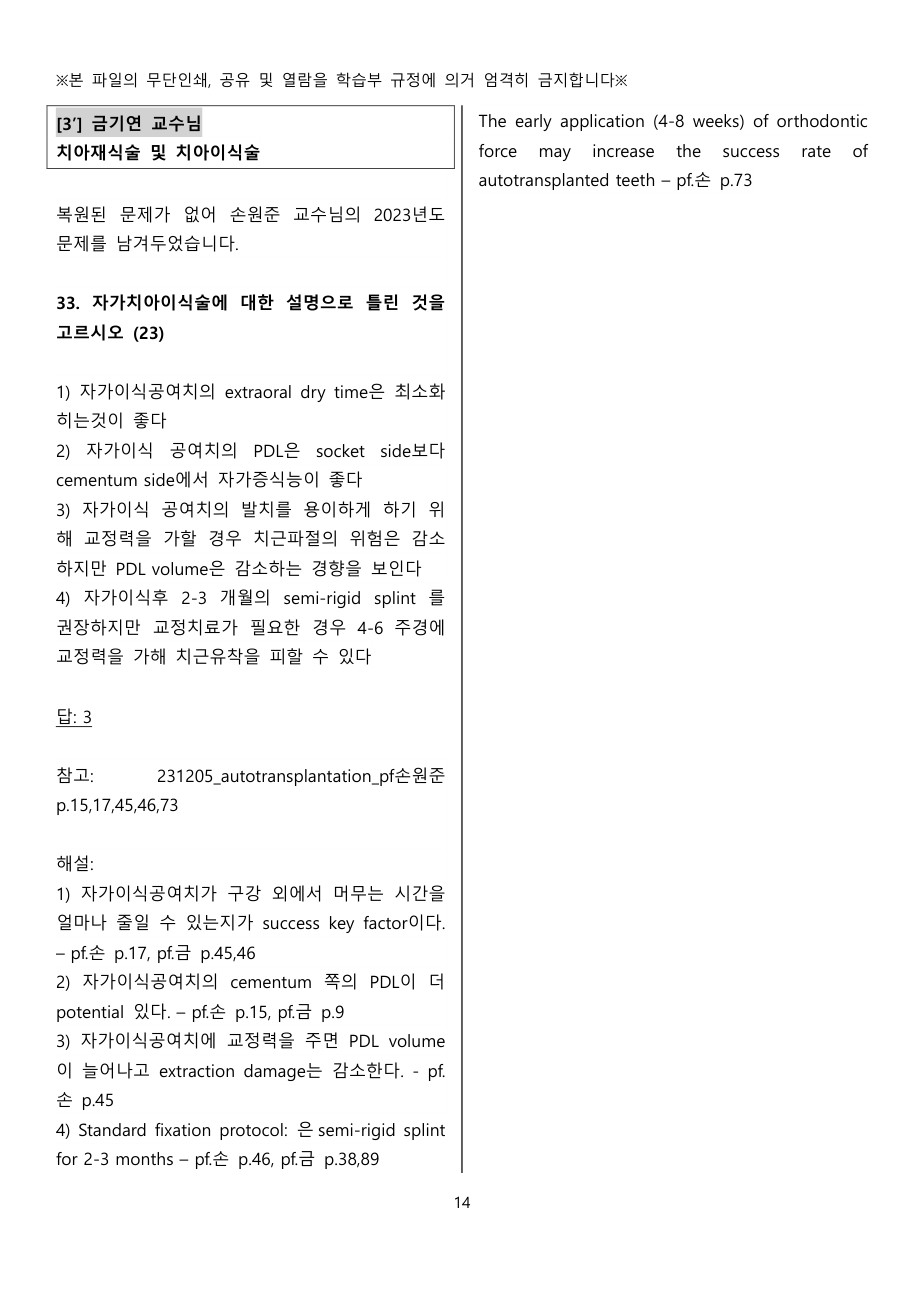 ※본 파일의 무단인쇄, 공유 및 열람을 학습부 규정에 의거 엄격히 금지합니다※
[3‘] 금기연 교수님
치아재식술 및 치아이식술
복원된 문제가 없어 손원준 교수님의 2023년도
문제를 남겨두었습니다.
33. 자가치아이식술에 대한 설명으로 틀린 것을
고르시오 (23)
1) 자가이식공여치의 extraoral dry time은 최소화
히는것이 좋다
2) 자가이식 공여치의 PDL은 socket side보다
cementum side에서 자가증식능이 좋다
3) 자가이식 공여치의 발치를 용이하게 하기 위
해 교정력을 가할 경우 치근파절의 위험은 감소
하지만 PDL volume은 감소하는 경향을 보인다
4) 자가이식후 2-3 개월의 semi-rigid splint 를
권장하지만 교정치료가 필요한 경우 4-6 주경에
교정력을 가해 치근유착을 피할 수 있다
답: 3
참고: 231205_autotransplantation_pf손원준
p.15,17,45,46,73
해설:
1) 자가이식공여치가 구강 외에서 머무는 시간을
얼마나 줄일 수 있는지가 success key factor이다.
– pf.손 p.17, pf.금 p.45,46
2) 자가이식공여치의 cementum 쪽의 PDL이 더
potential 있다. – pf.손 p.15, pf.금 p.9
3) 자가이식공여치에 교정력을 주면 PDL volume
이 늘어나고 extraction damage는 감소한다. - pf.
손 p.45
4) Standard fixation protocol: 은 semi-rigid splint
for 2-3 months – pf.손 p.46, pf.금 p.38,89
The early application (4-8 weeks) of orthodontic
force may increase the success rate of
autotransplanted teeth – pf.손 p.73
14